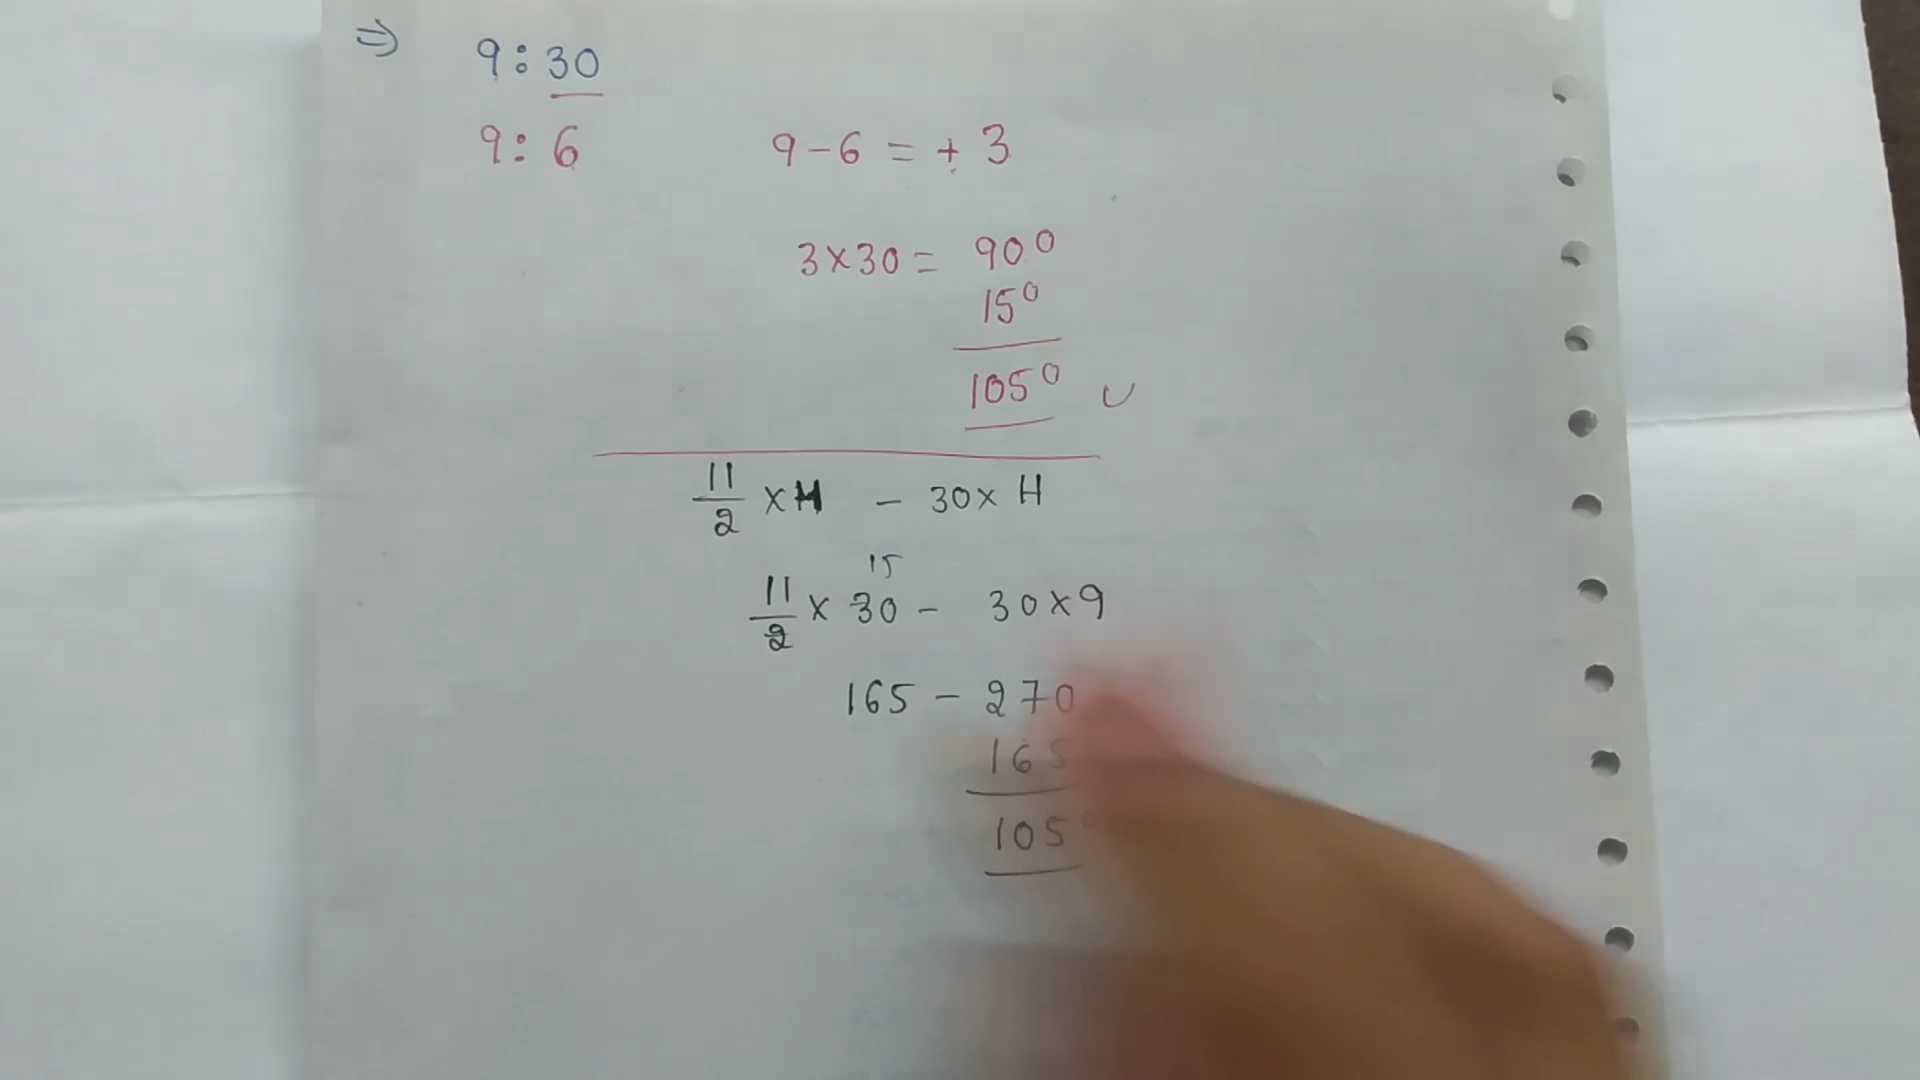 ⇒ 9:30
9:6 9-6 = +3
3×30 = 90°
15°
105°
11/2 ×M - 30×H
15
11/2 × 30 - 30×9
165 - 270
165
105°